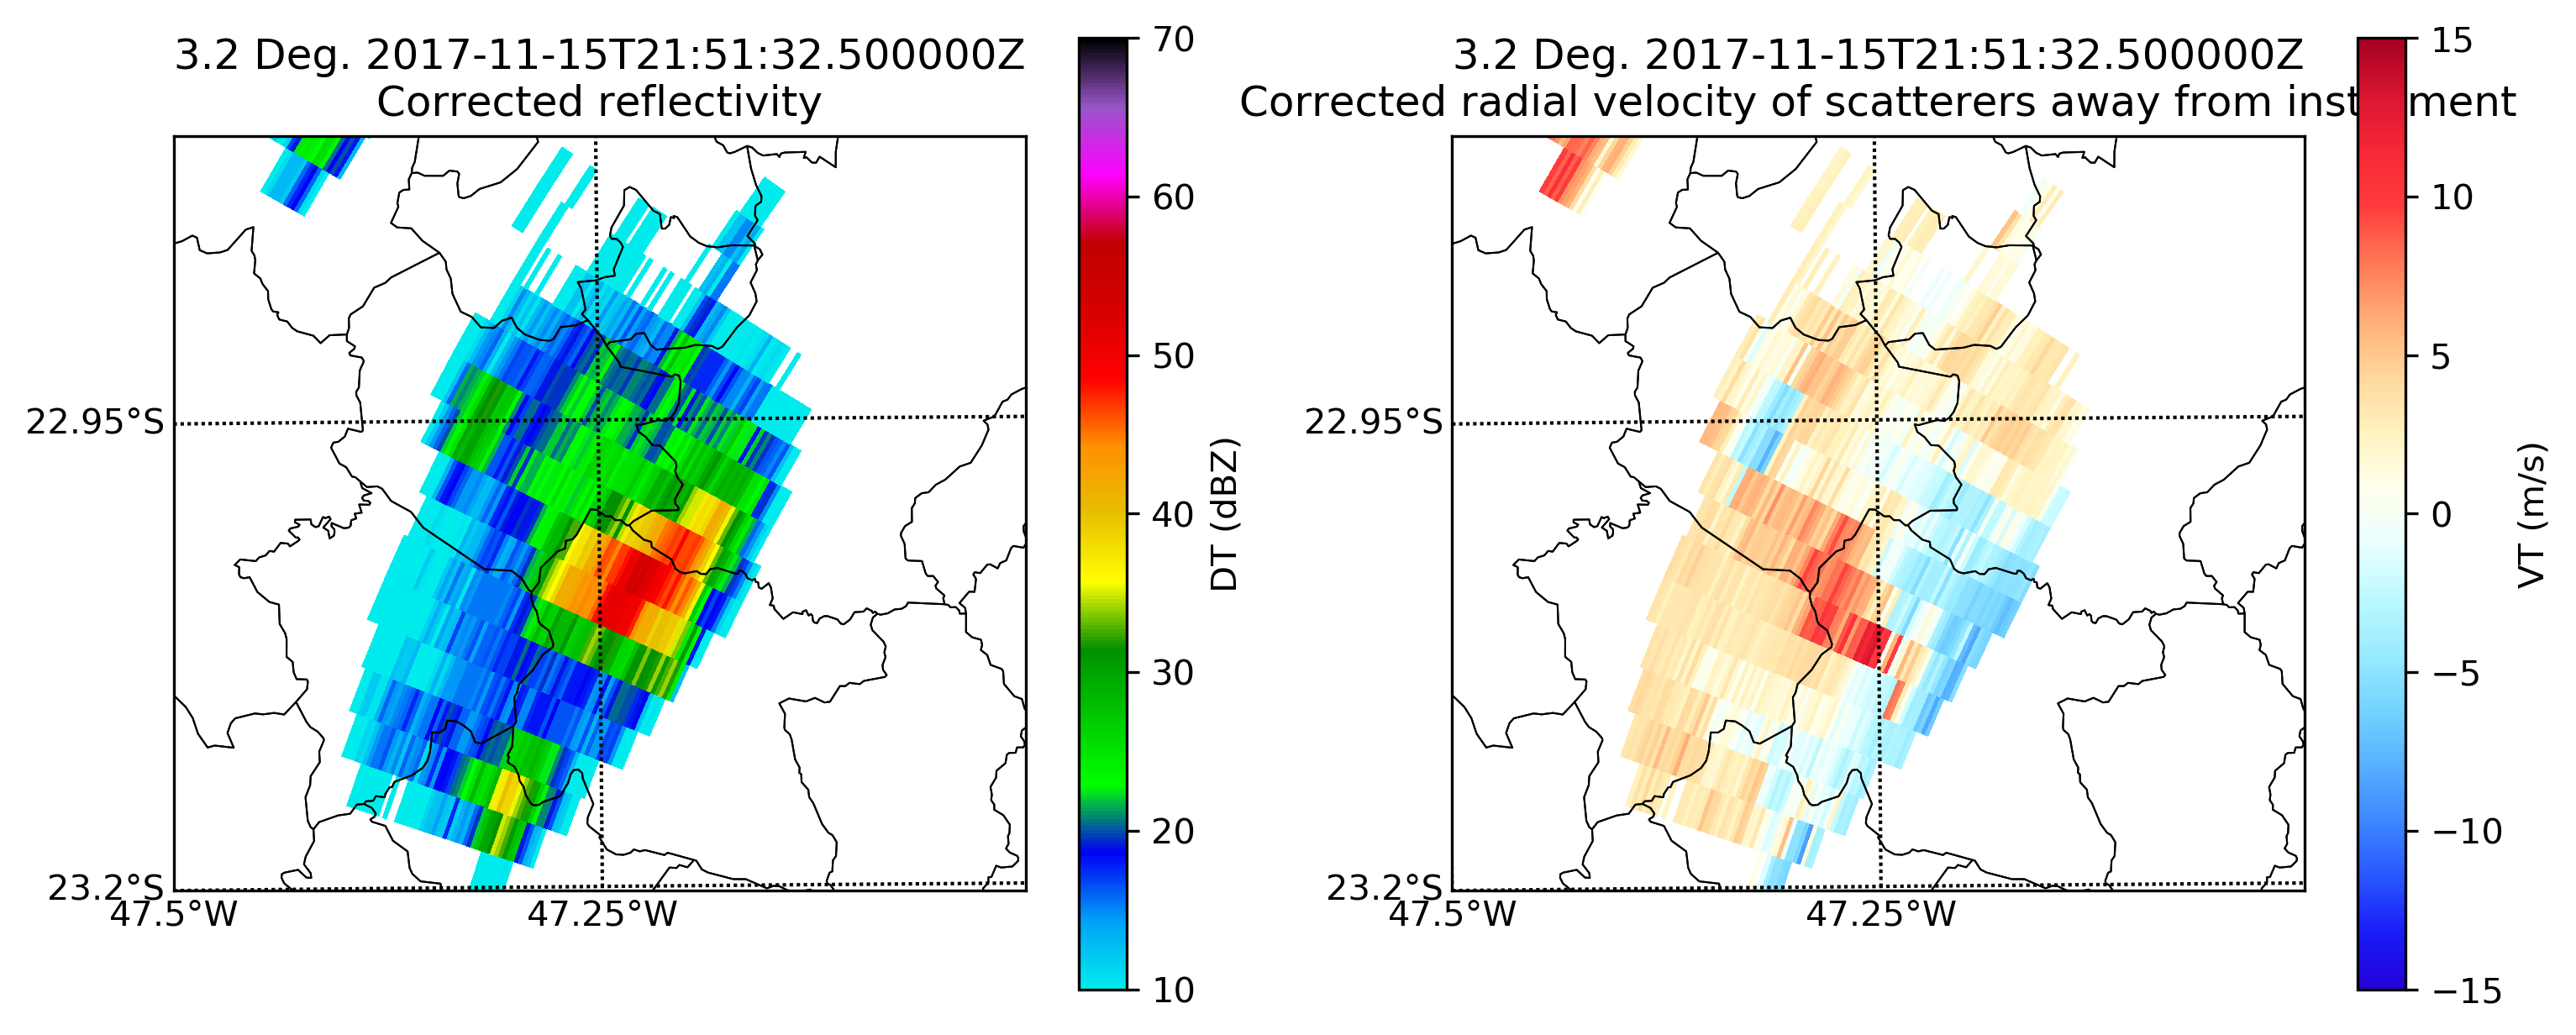 3.2 Deg. 2017-11-15T21:51:32.500000Z
Corrected reflectivity
22.95°S
23.2°S
47.5°W
47.25°W
70
60
50
40
30
20
10
DT (dBZ)
3.2 Deg. 2017-11-15T21:51:32.500000Z
Corrected radial velocity of scatterers away from inst ment
22.95°S
23.2°S
47.5°W
47.25°W
15
10
5
0
−5
−10
−15
VT (m/s)